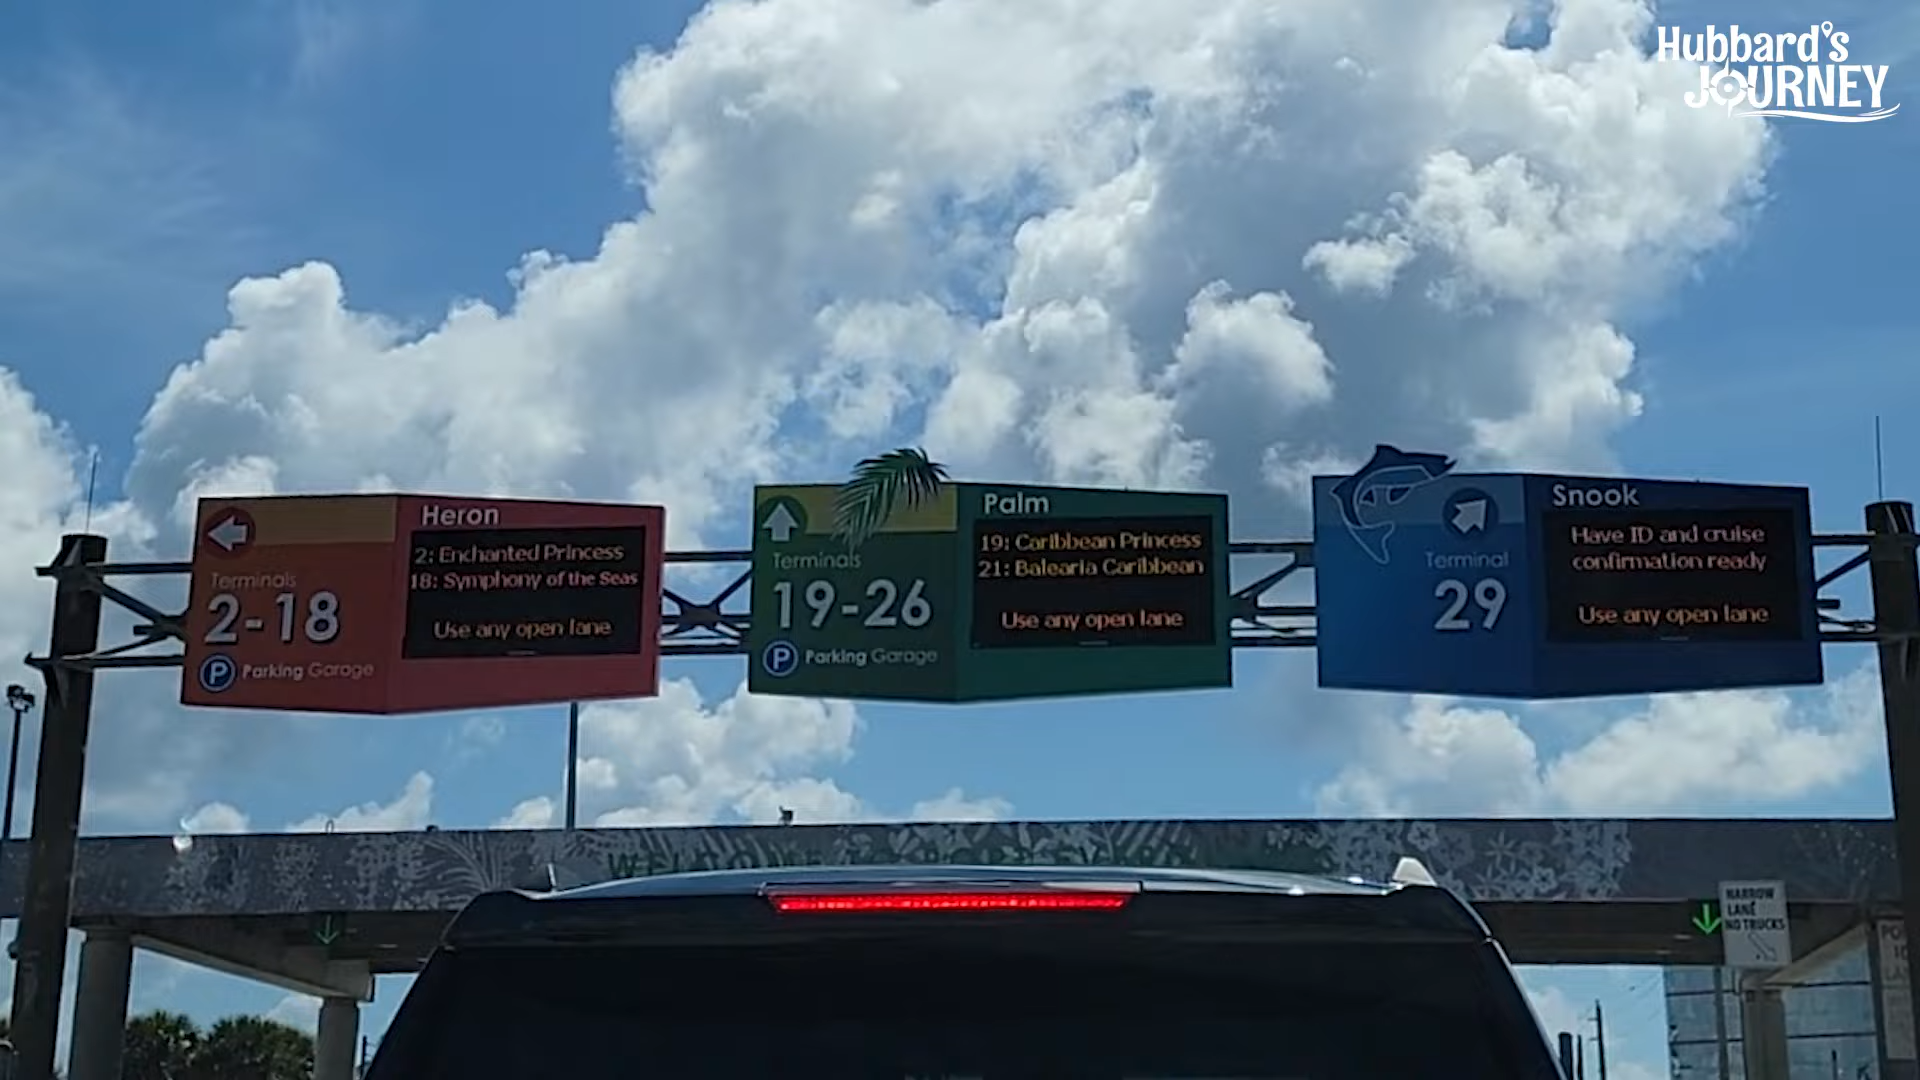 Hubbard's
JOURNEY
Heron
2: Enchanted Princess
18: Symphony of the Seas
Use any open lane
Terminals
2-18
P Parking Garage
Palm
19: Caribbean Princess
21: Balearia Caribbean
Use any open lane
Terminals
19-26
P Parking Garage
Snook
Have ID and cruise
confirmation ready
Use any open lane
Terminal
29
WELCOME
NARROW
LANE
NO TRUCKS